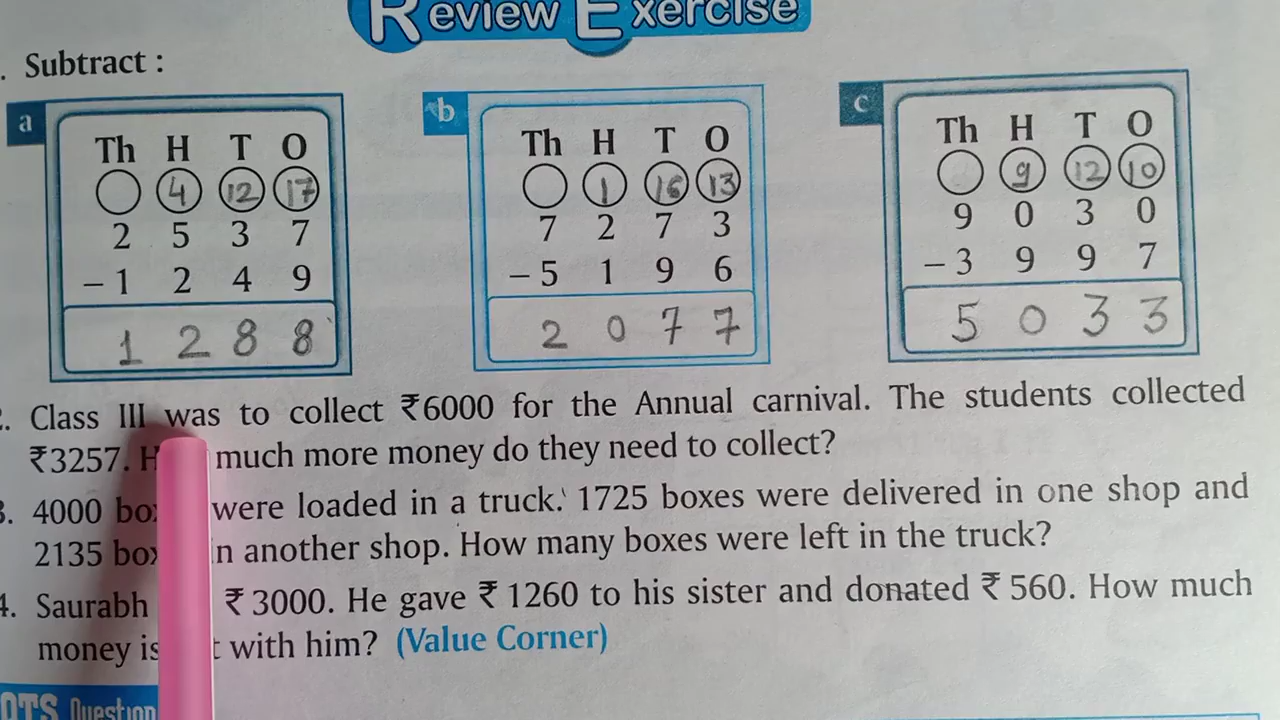 Review Exercise
. Subtract :
a
Th H T O
4 12 17
2 5 3 7
– 1 2 4 9
1 2 8 8
b
Th H T O
1 16 13
7 2 7 3
– 5 1 9 6
2 0 7 7
c
Th H T O
9 12 10
9 0 3 0
– 3 9 9 7
5 0 3 3
. Class III was to collect ₹6000 for the Annual carnival. The students collected
₹3257. much more money do they need to collect?
3. 4000 were loaded in a truck. 1725 boxes were delivered in one shop and
2135 in another shop. How many boxes were left in the truck?
4. Saurabh ₹ 3000. He gave ₹ 1260 to his sister and donated ₹ 560. How much
money is with him? (Value Corner)
OTS Question